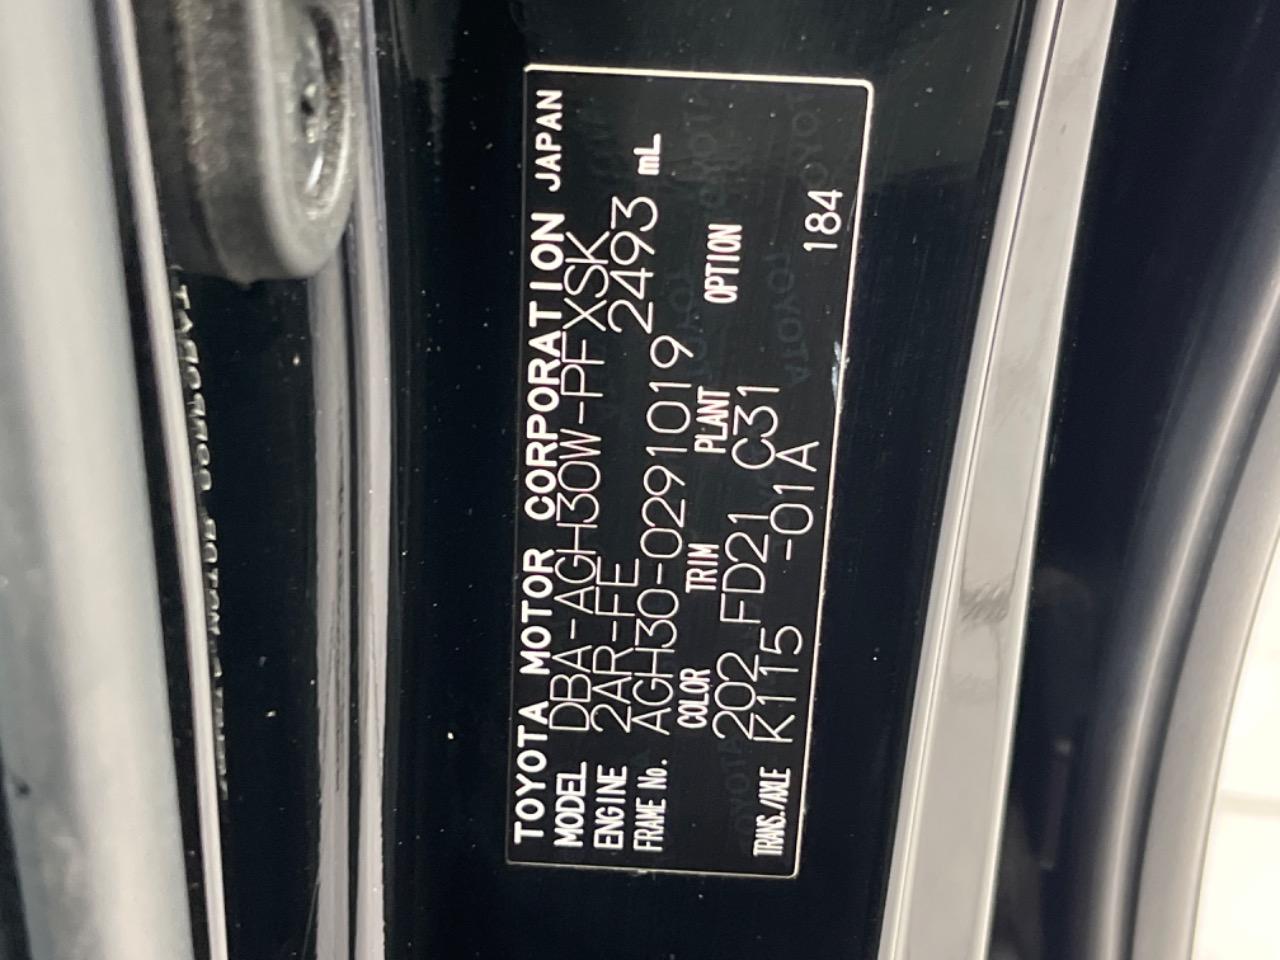 TOYOTA MOTOR CORPORATION JAPAN
MODEL DBA-AGH30W-PFXSK
ENGINE 2AR-FE 2493 mL
FRAME No. AGH30-0291019
COLOR TRIM PLANT OPTION
202 FD21 C31
TRANS./AXLE K115 -01A 184